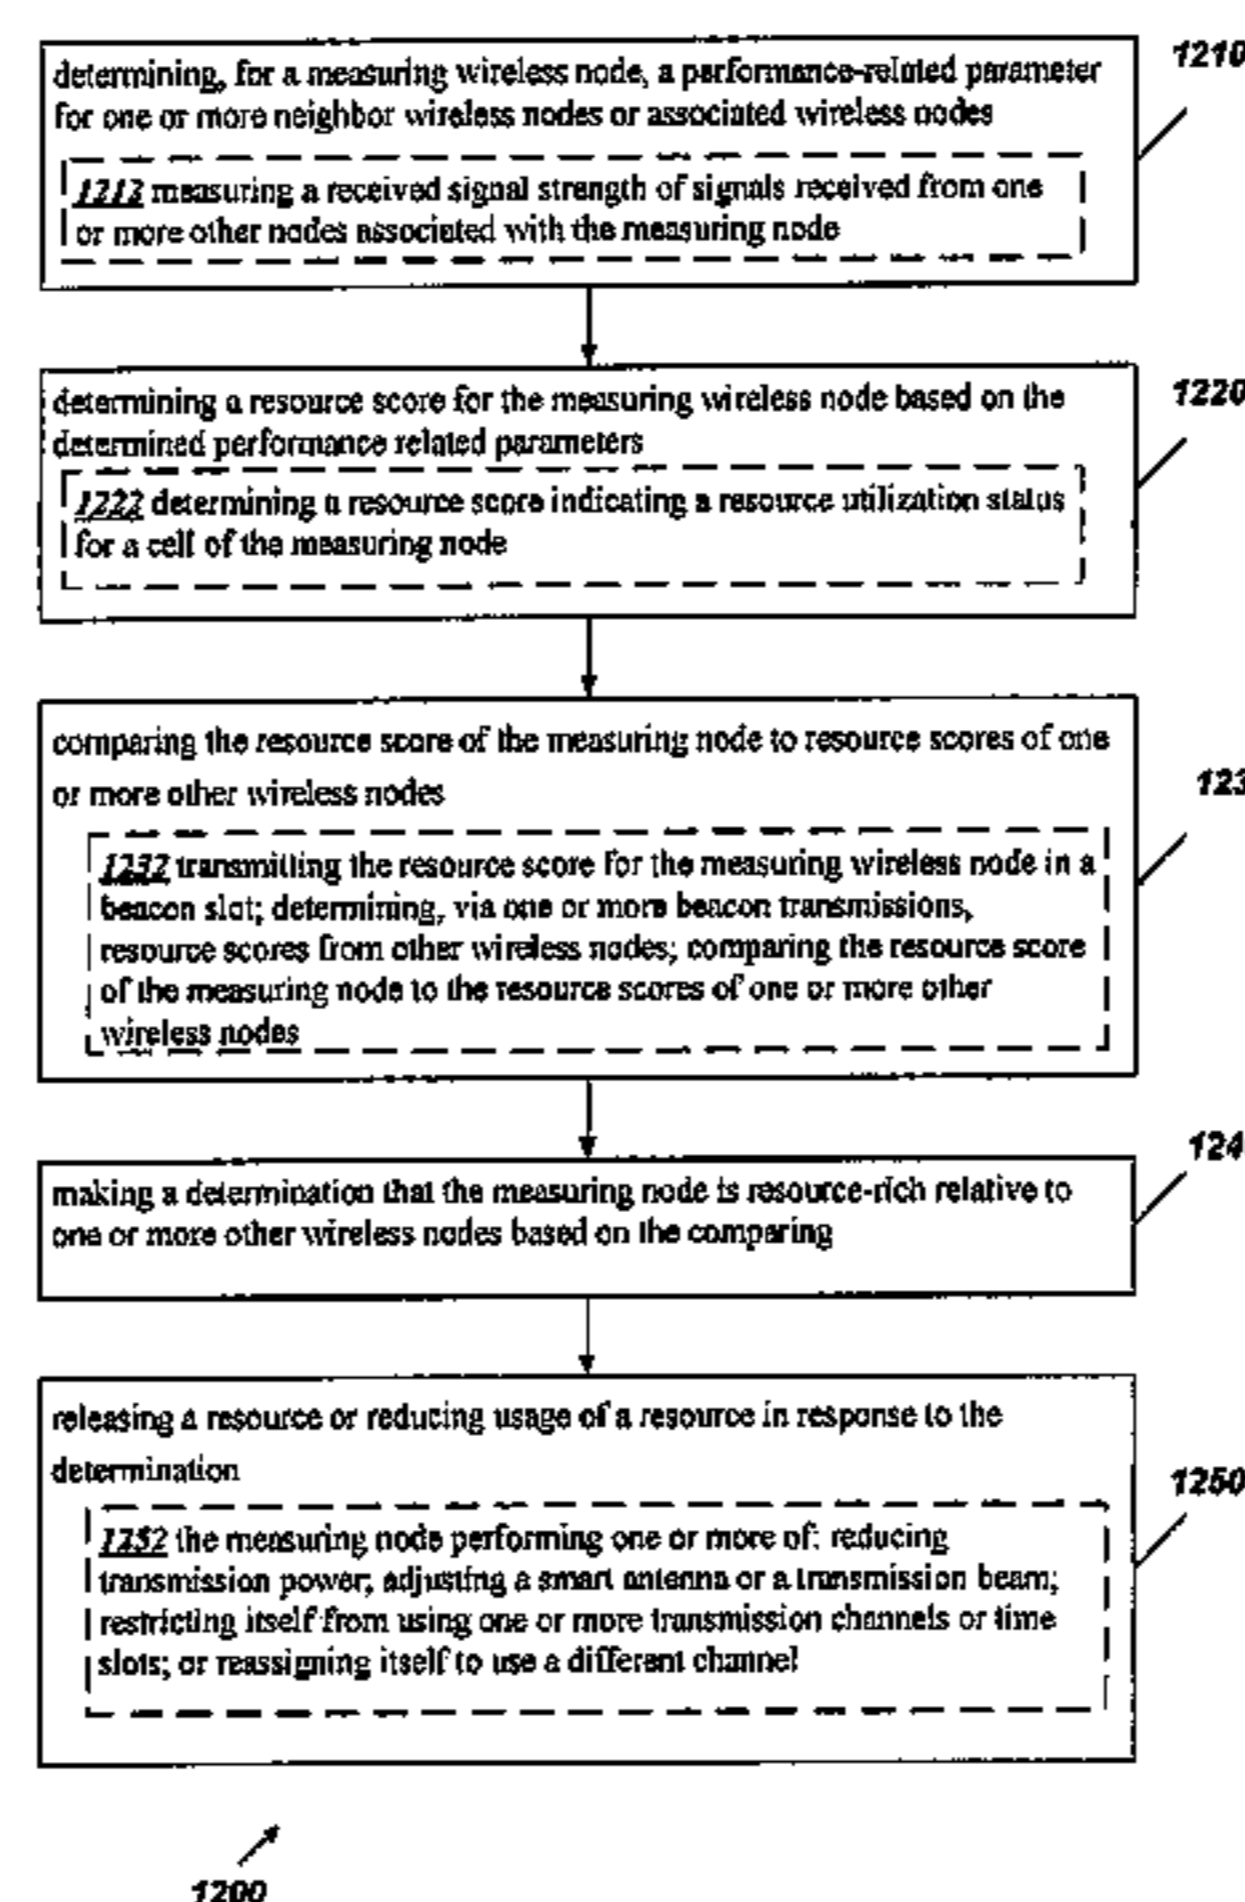 1210
determining, for a measuring wireless node, a performance-related parameter
for one or more neighbor wireless nodes or associated wireless nodes
1212 measuring a received signal strength of signals received from one
or more other nodes associated with the measuring node
1220
determining a resource score for the measuring wireless node based on the
determined performance related parameters
1222 determining a resource score indicating a resource utilization status
for a cell of the measuring node
123
comparing the resource score of the measuring node to resource scores of one
or more other wireless nodes
1232 transmitting the resource score for the measuring wireless node in a
beacon slot; determining, via one or more beacon transmissions,
resource scores from other wireless nodes; comparing the resource score
of the measuring node to the resource scores of one or more other
wireless nodes
124
making a determination that the measuring node is resource-rich relative to
one or more other wireless nodes based on the comparing
releasing a resource or reducing usage of a resource in response to the
determination
1250
1252 the measuring node performing one or more of: reducing
transmission power; adjusting a smart antenna or a transmission beam;
restricting itself from using one or more transmission channels or time
slots; or reassigning itself to use a different channel
1200